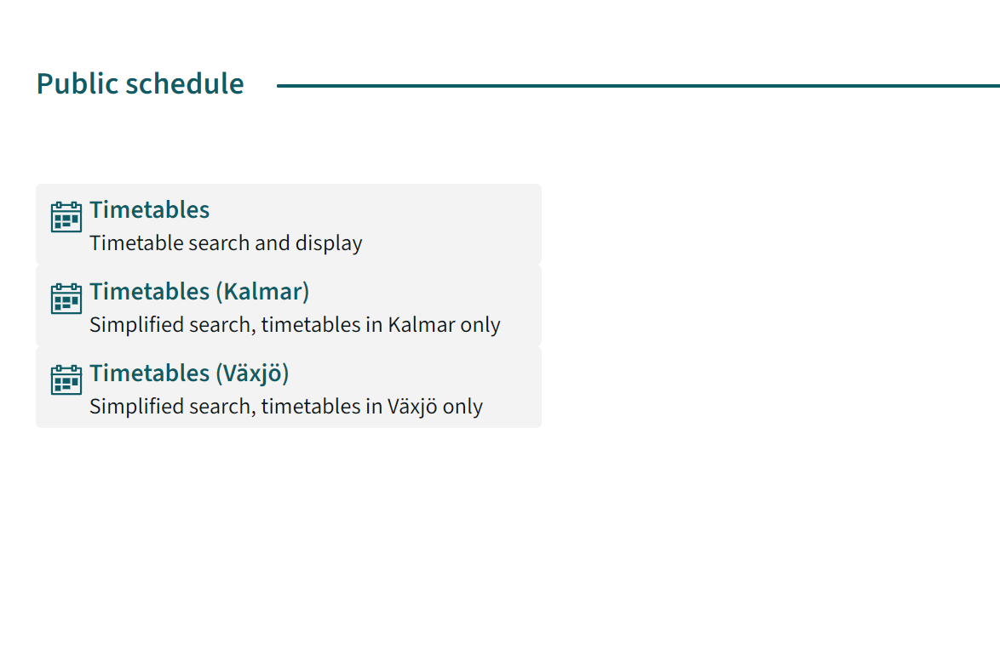 Public schedule
Timetables
Timetable search and display
Timetables (Kalmar)
Simplified search, timetables in Kalmar only
Timetables (Växjö)
Simplified search, timetables in Växjö only